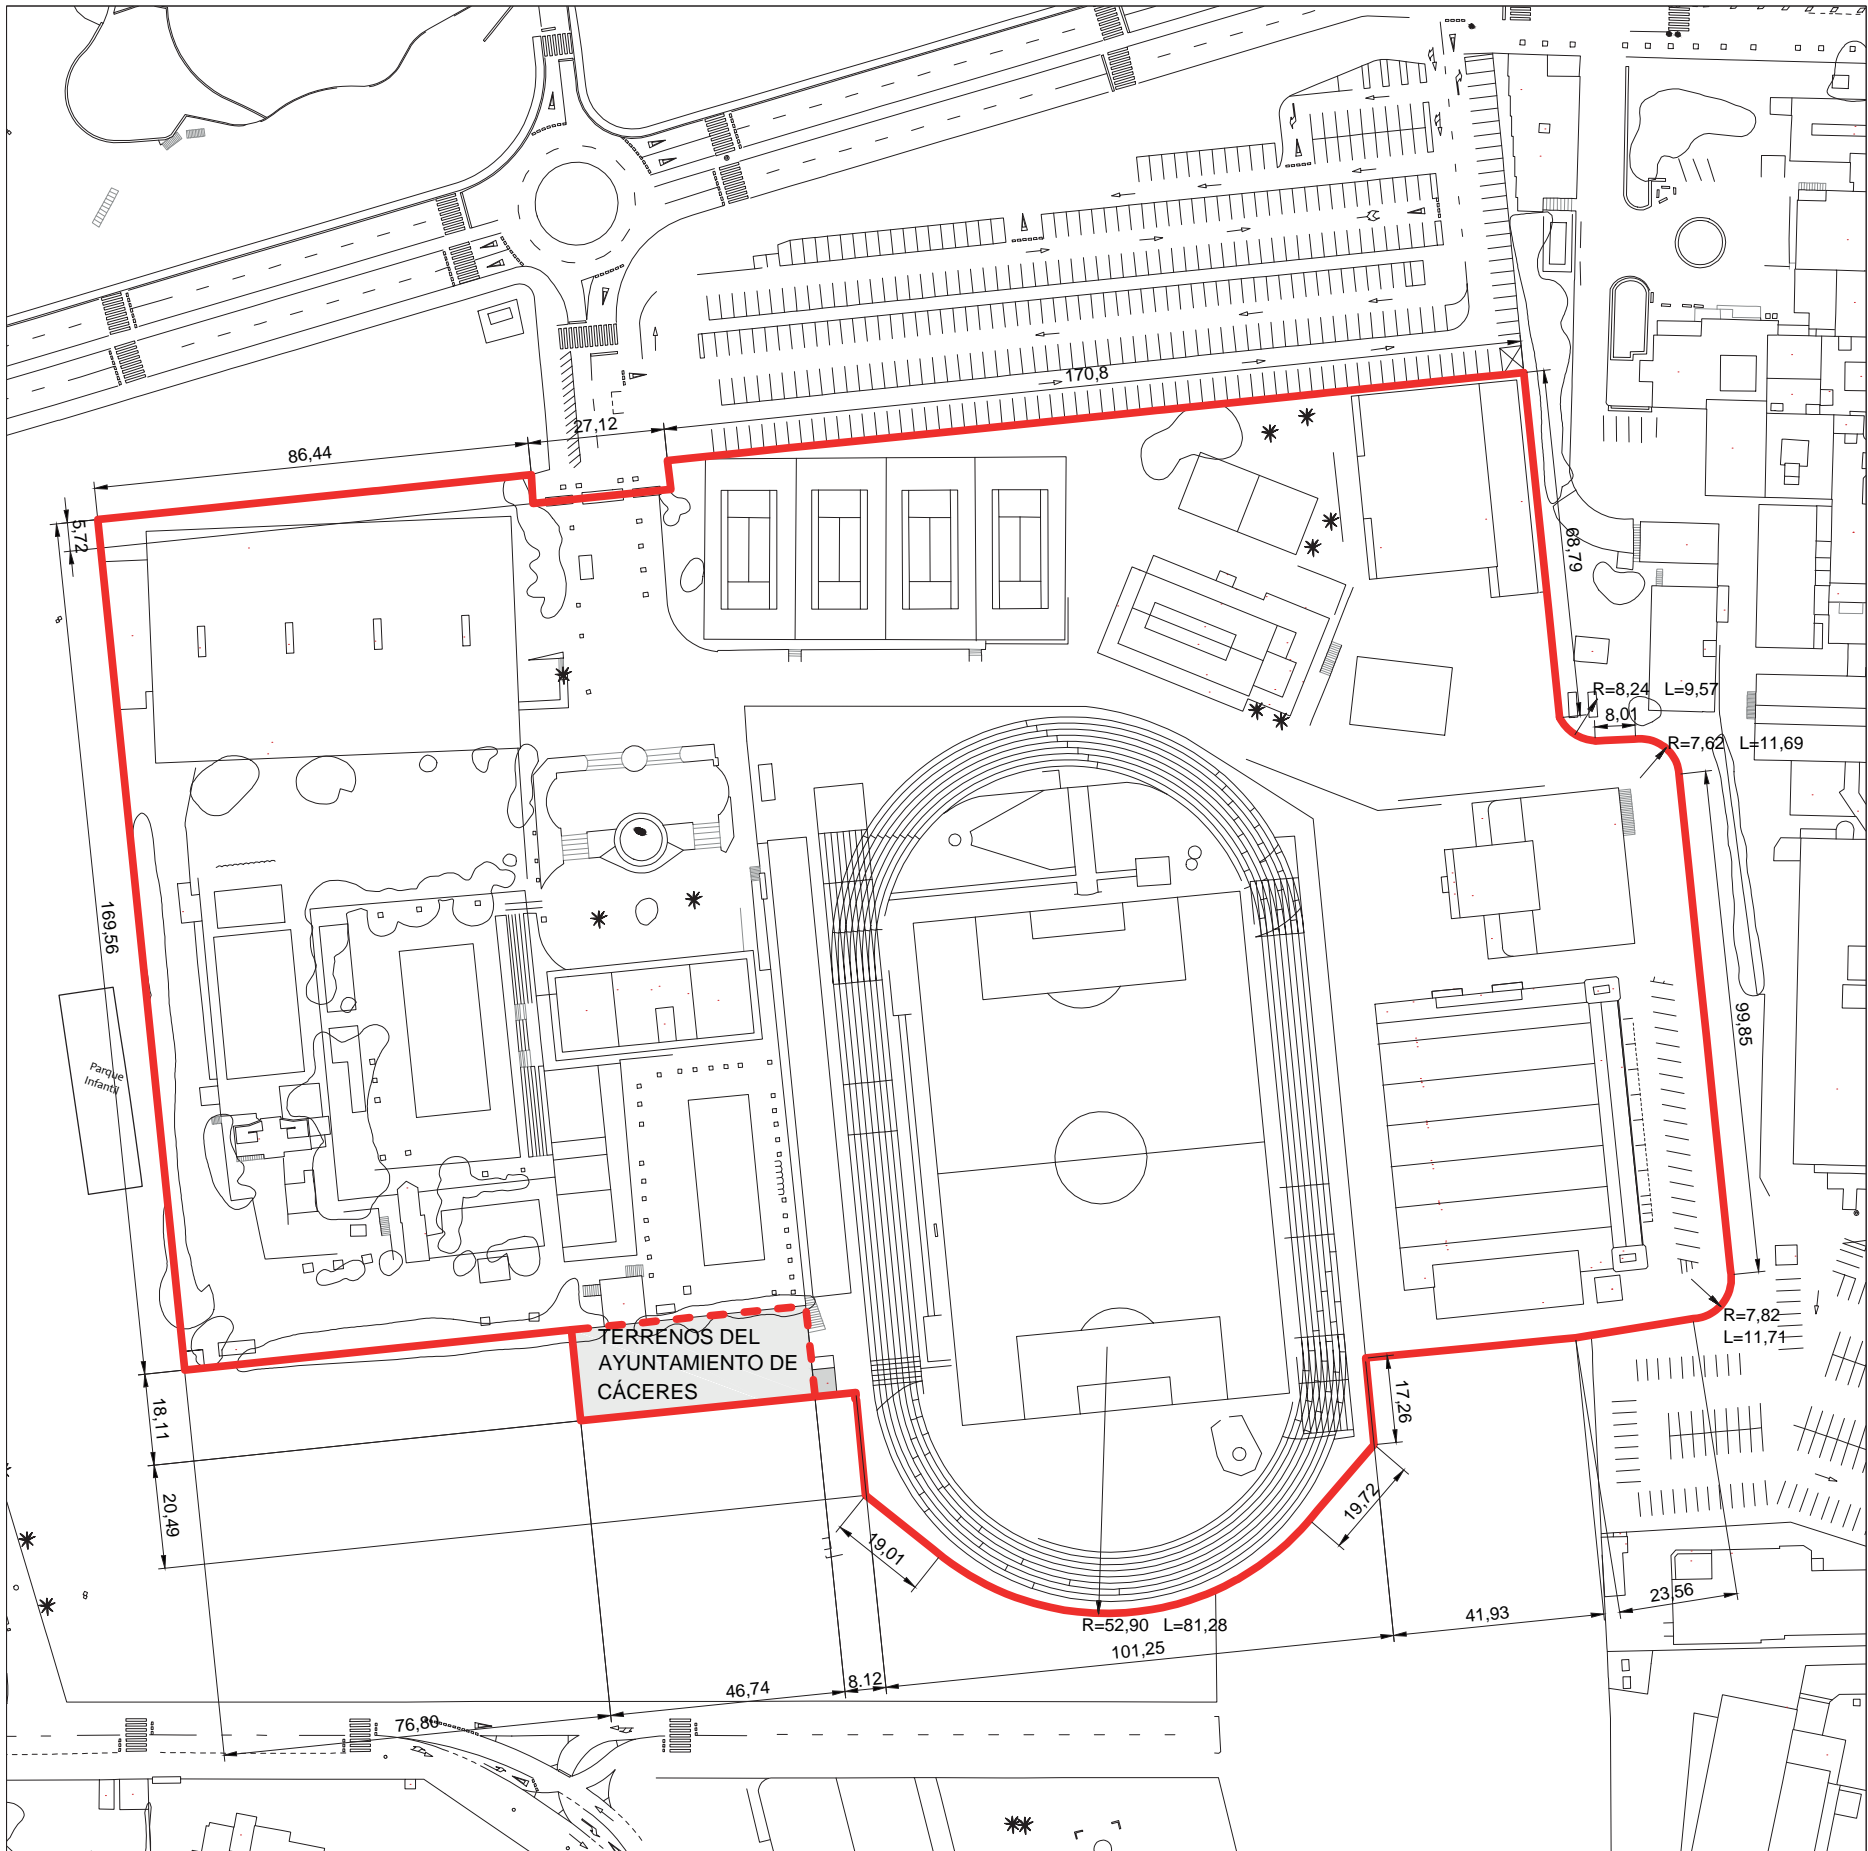 170,8
27,12
86,44
5,72
68,79
R=8,24 L=9,57
8,01
R=7,62 L=11,69
169,56
99,85
Parque
Infantil
R=7,82
L=11,71
TERRENOS DEL
AYUNTAMIENTO DE
CÁCERES
18,11
17,26
20,49
19,72
19,01
23,56
41,93
R=52,90 L=81,28
101,25
8.12
46,74
76,80